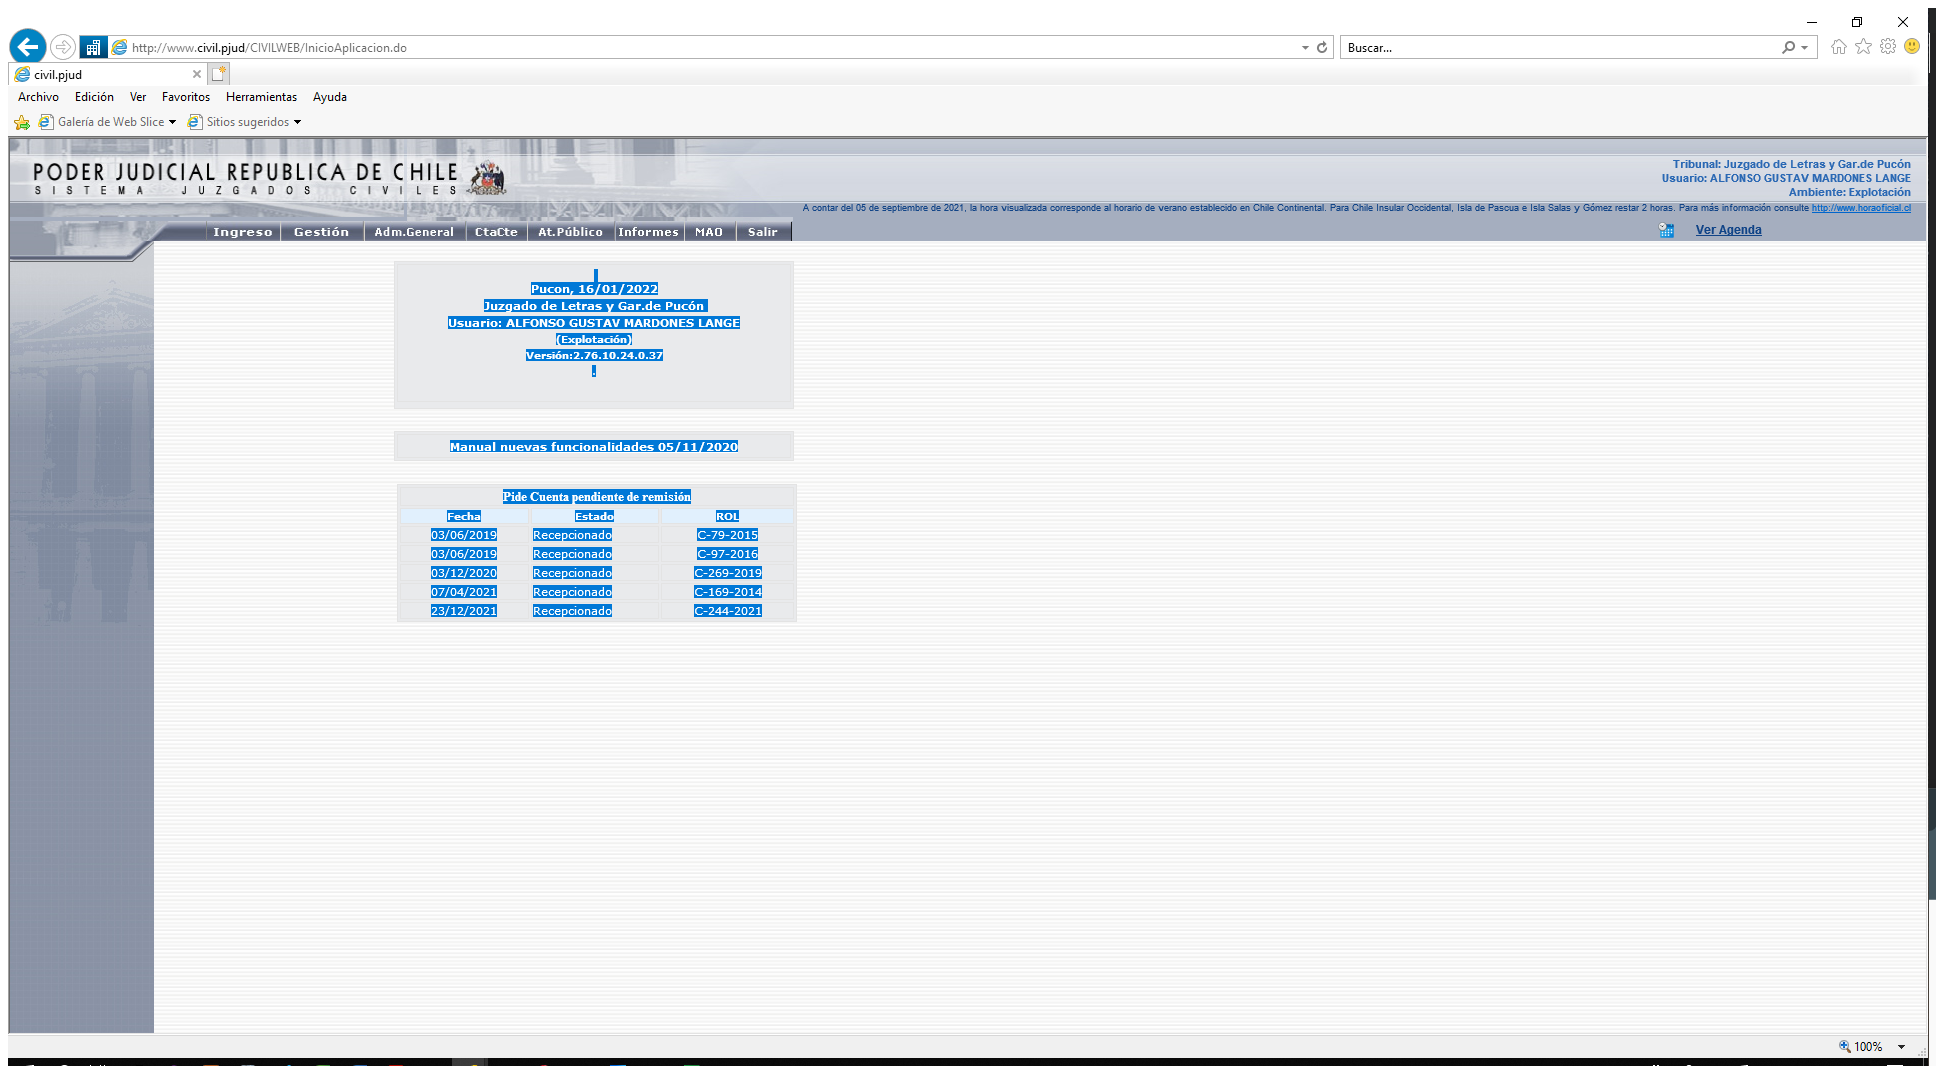 http://www.civil.pjud/CIVILWEB/InicioAplicacion.do
Buscar...
civil.pjud
Archivo Edición Ver Favoritos Herramientas Ayuda
Galería de Web Slice Sitios sugeridos
PODER JUDICIAL REPUBLICA DE CHILE
SISTEMA JUZGADOS CIVILES
Tribunal: Juzgado de Letras y Gar.de Pucón
Usuario: ALFONSO GUSTAV MARDONES LANGE
Ambiente: Explotación
A contar del 05 de septiembre de 2021, la hora visualizada corresponde al horario de verano establecido en Chile Continental. Para Chile Insular Occidental, Isla de Pascua e Isla Salas y Gómez restar 2 horas. Para más información consulte http://www.horaoficial.cl
Ingreso Gestión Adm.General CtaCte At.Público Informes MAO Salir
Ver Agenda
Pucon, 16/01/2022
Juzgado de Letras y Gar.de Pucón
Usuario: ALFONSO GUSTAV MARDONES LANGE
(Explotación)
Versión:2.76.10.24.0.37
.
Manual nuevas funcionalidades 05/11/2020
Pide Cuenta pendiente de remisión
Fecha Estado ROL
03/06/2019 Recepcionado C-79-2015
03/06/2019 Recepcionado C-97-2016
03/12/2020 Recepcionado C-269-2019
07/04/2021 Recepcionado C-169-2014
23/12/2021 Recepcionado C-244-2021
100%